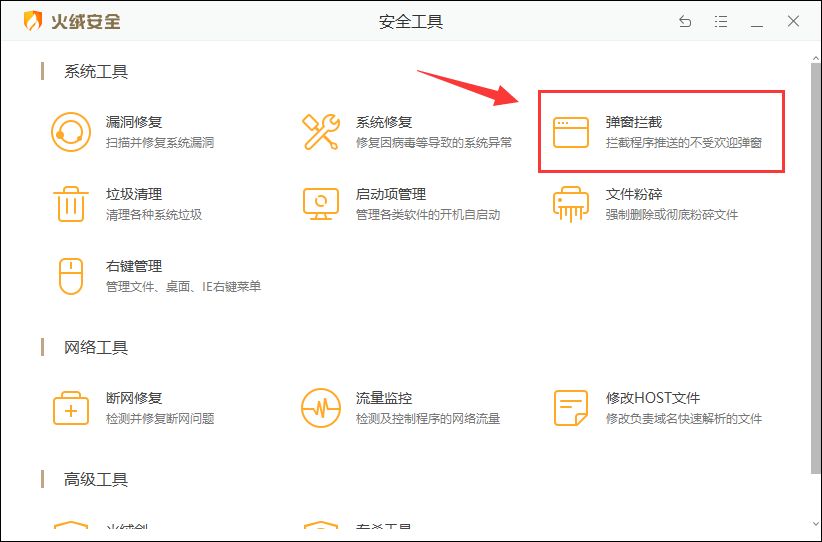 火绒安全
安全工具
系统工具
漏洞修复
扫描并修复系统漏洞
系统修复
修复因病毒等导致的系统异常
弹窗拦截
拦截程序推送的不受欢迎弹窗
垃圾清理
清理各种系统垃圾
启动项管理
管理各类软件的开机自启动
文件粉碎
强制删除或彻底粉碎文件
右键管理
管理文件、桌面、IE右键菜单
网络工具
断网修复
检测并修复断网问题
流量监控
检测及控制程序的网络流量
修改HOST文件
修改负责域名快速解析的文件
高级工具
火绒剑
专杀工具